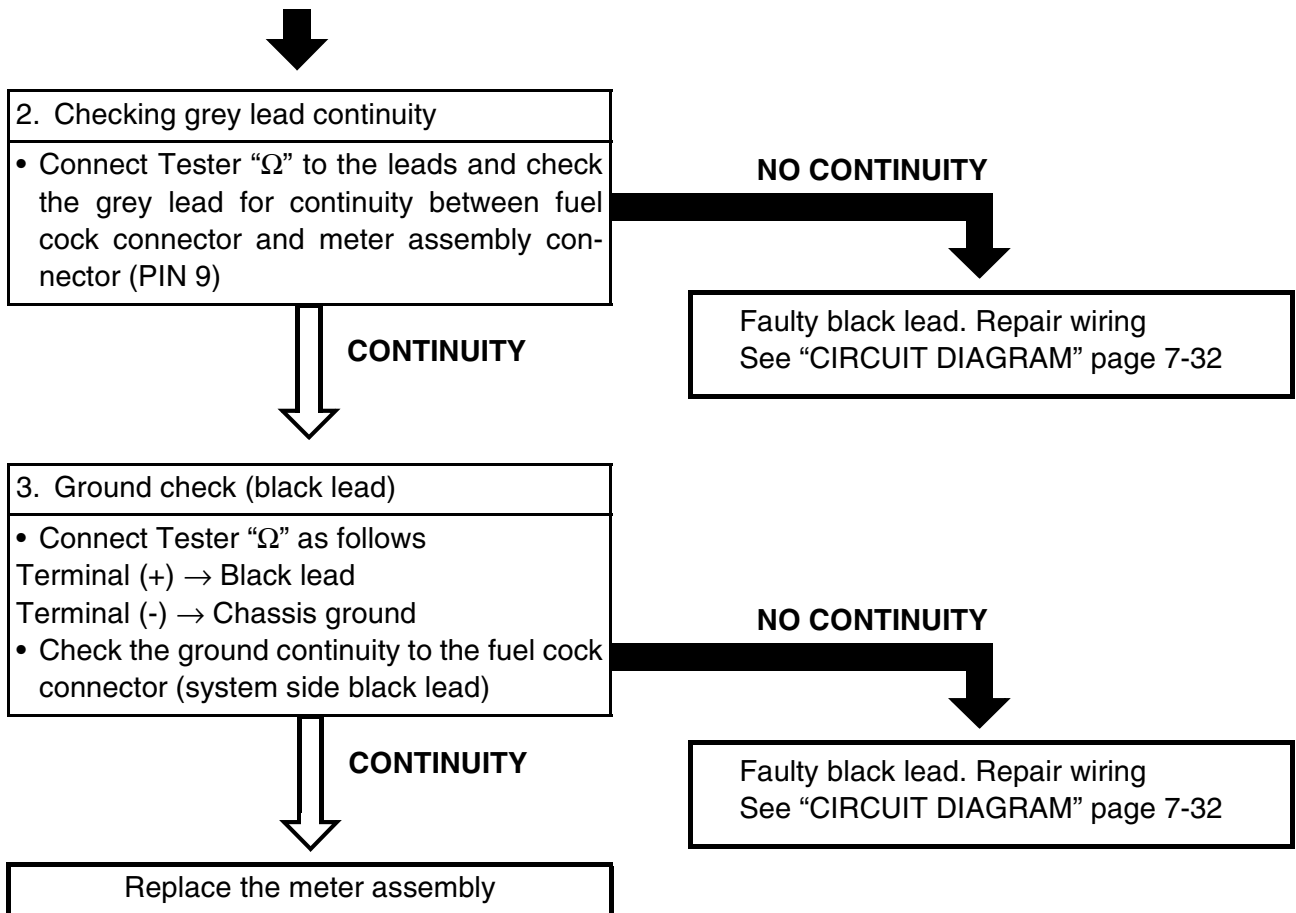 2. Checking grey lead continuity
• Connect Tester “Ω” to the leads and check
the grey lead for continuity between fuel
cock connector and meter assembly con-
nector (PIN 9)
NO CONTINUITY
Faulty black lead. Repair wiring
See “CIRCUIT DIAGRAM” page 7-32
CONTINUITY
3. Ground check (black lead)
• Connect Tester “Ω” as follows
Terminal (+) → Black lead
Terminal (-) → Chassis ground
• Check the ground continuity to the fuel cock
connector (system side black lead)
NO CONTINUITY
Faulty black lead. Repair wiring
See “CIRCUIT DIAGRAM” page 7-32
CONTINUITY
Replace the meter assembly